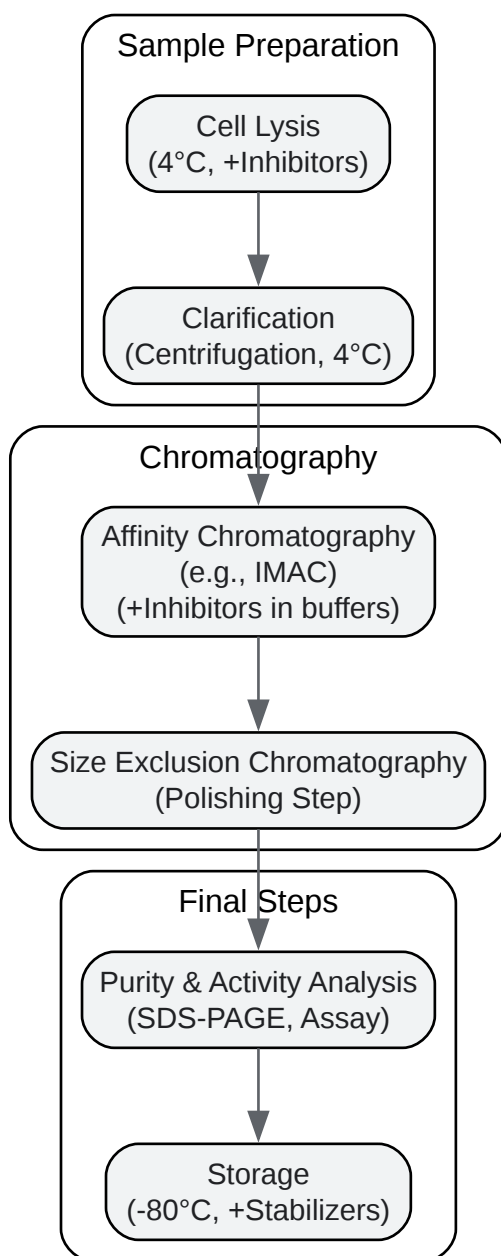 Sample Preparation
Cell Lysis
(4°C, +Inhibitors)
Clarification
(Centrifugation, 4°C)
Chromatography
Affinity Chromatography
(e.g., IMAC)
(+Inhibitors in buffers)
Size Exclusion Chromatography
(Polishing Step)
Final Steps
Purity & Activity Analysis
(SDS-PAGE, Assay)
Storage
(-80°C, +Stabilizers)